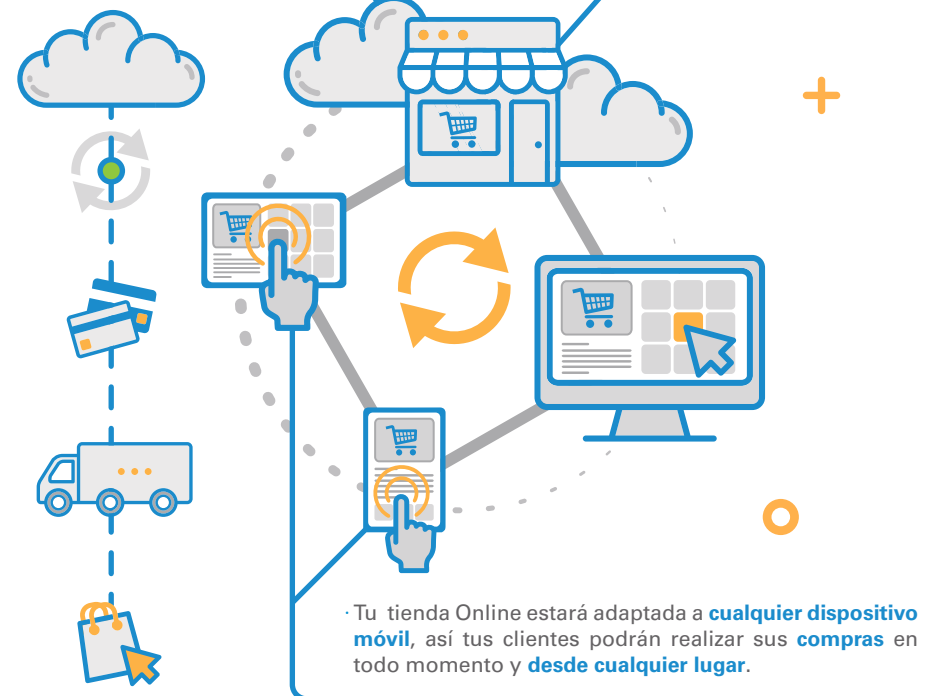 · Tu tienda Online estará adaptada a cualquier dispositivo
móvil, así tus clientes podrán realizar sus compras en
todo momento y desde cualquier lugar.